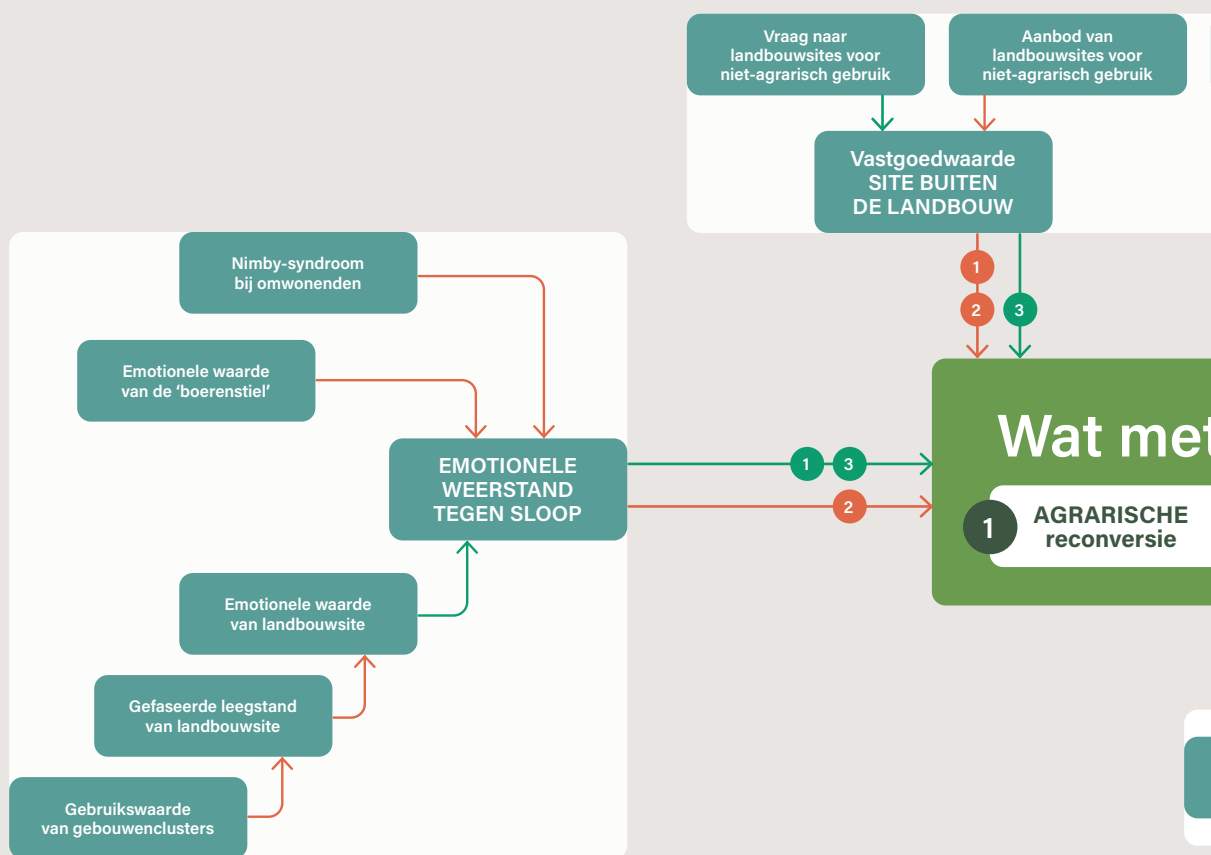 Vraag naar
landbouwsites voor
niet-agrarisch gebruik
Aanbod van
landbouwsites voor
niet-agrarisch gebruik
Vastgoedwaarde
SITE BUITEN
DE LANDBOUW
1
2
3
Nimby-syndroom
bij omwonenden
Emotionele waarde
van de ‘boerenstiel’
EMOTIONELE
WEERSTAND
TEGEN SLOOP
1
3
2
Wat met
1
AGRARISCHE
reconversie
Emotionele waarde
van landbouwsite
Gefaseerde leegstand
van landbouwsite
Gebruikswaarde
van gebouwenclusters